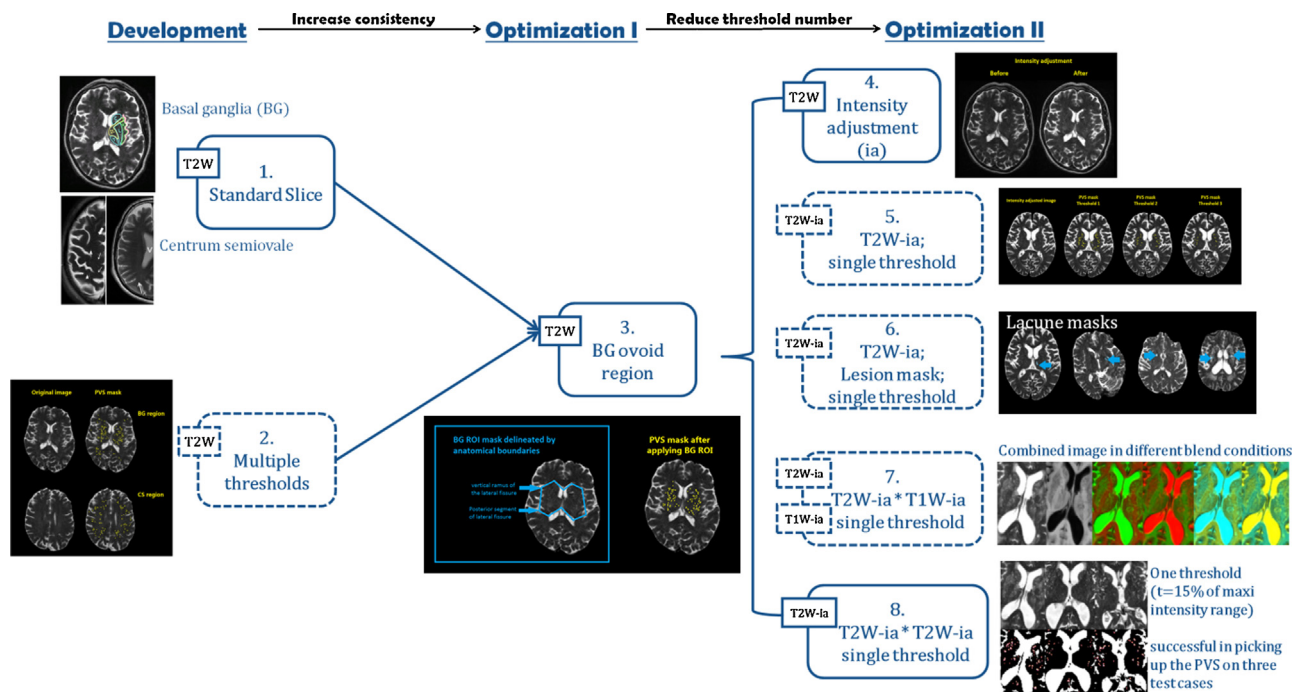 Development
Increase consistency
Optimization I
Reduce threshold number
Optimization II
Basal ganglia (BG)
Centrum semiovale
T2W
1.
Standard Slice
Original image
PVS mask
BG region
CS region
T2W
2.
Multiple
thresholds
T2W
3.
BG ovoid
region
BG ROI mask delineated by
anatomical boundaries
vertical ramus of
the lateral fissure
Posterior segment
of lateral fissure
PVS mask after
applying BG ROI
T2W
4.
Intensity
adjustment
(ia)
Intensity adjustment
Before
After
T2W-ia
5.
T2W-ia;
single threshold
Intensity adjusted image
PVS mask
Threshold 1
PVS mask
Threshold 2
PVS mask
Threshold 3
T2W-ia
6.
T2W-ia;
Lesion mask;
single threshold
Lacune masks
T2W-ia
T1W-ia
7.
T2W-ia * T1W-ia
single threshold
Combined image in different blend conditions
T2W-ia
8.
T2W-ia * T2W-ia
single threshold
One threshold
(t=15% of maxi
intensity range)
successful in picking
up the PVS on three
test cases